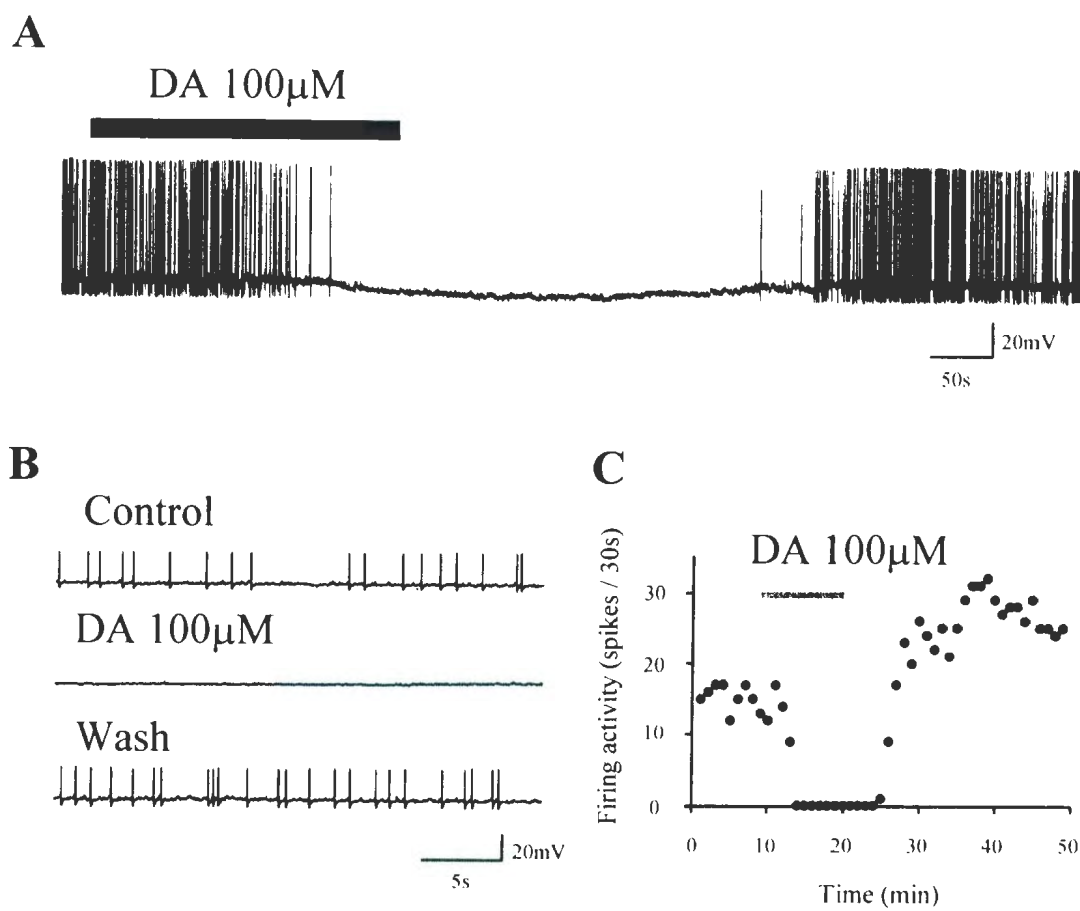 A
DA 100µM
20mV
50s
B
Control
DA 100µM
Wash
20mV
5s
C
DA 100µM
Firing activity (spikes / 30s)
30
20
10
0
0 10 20 30 40 50
Time (min)